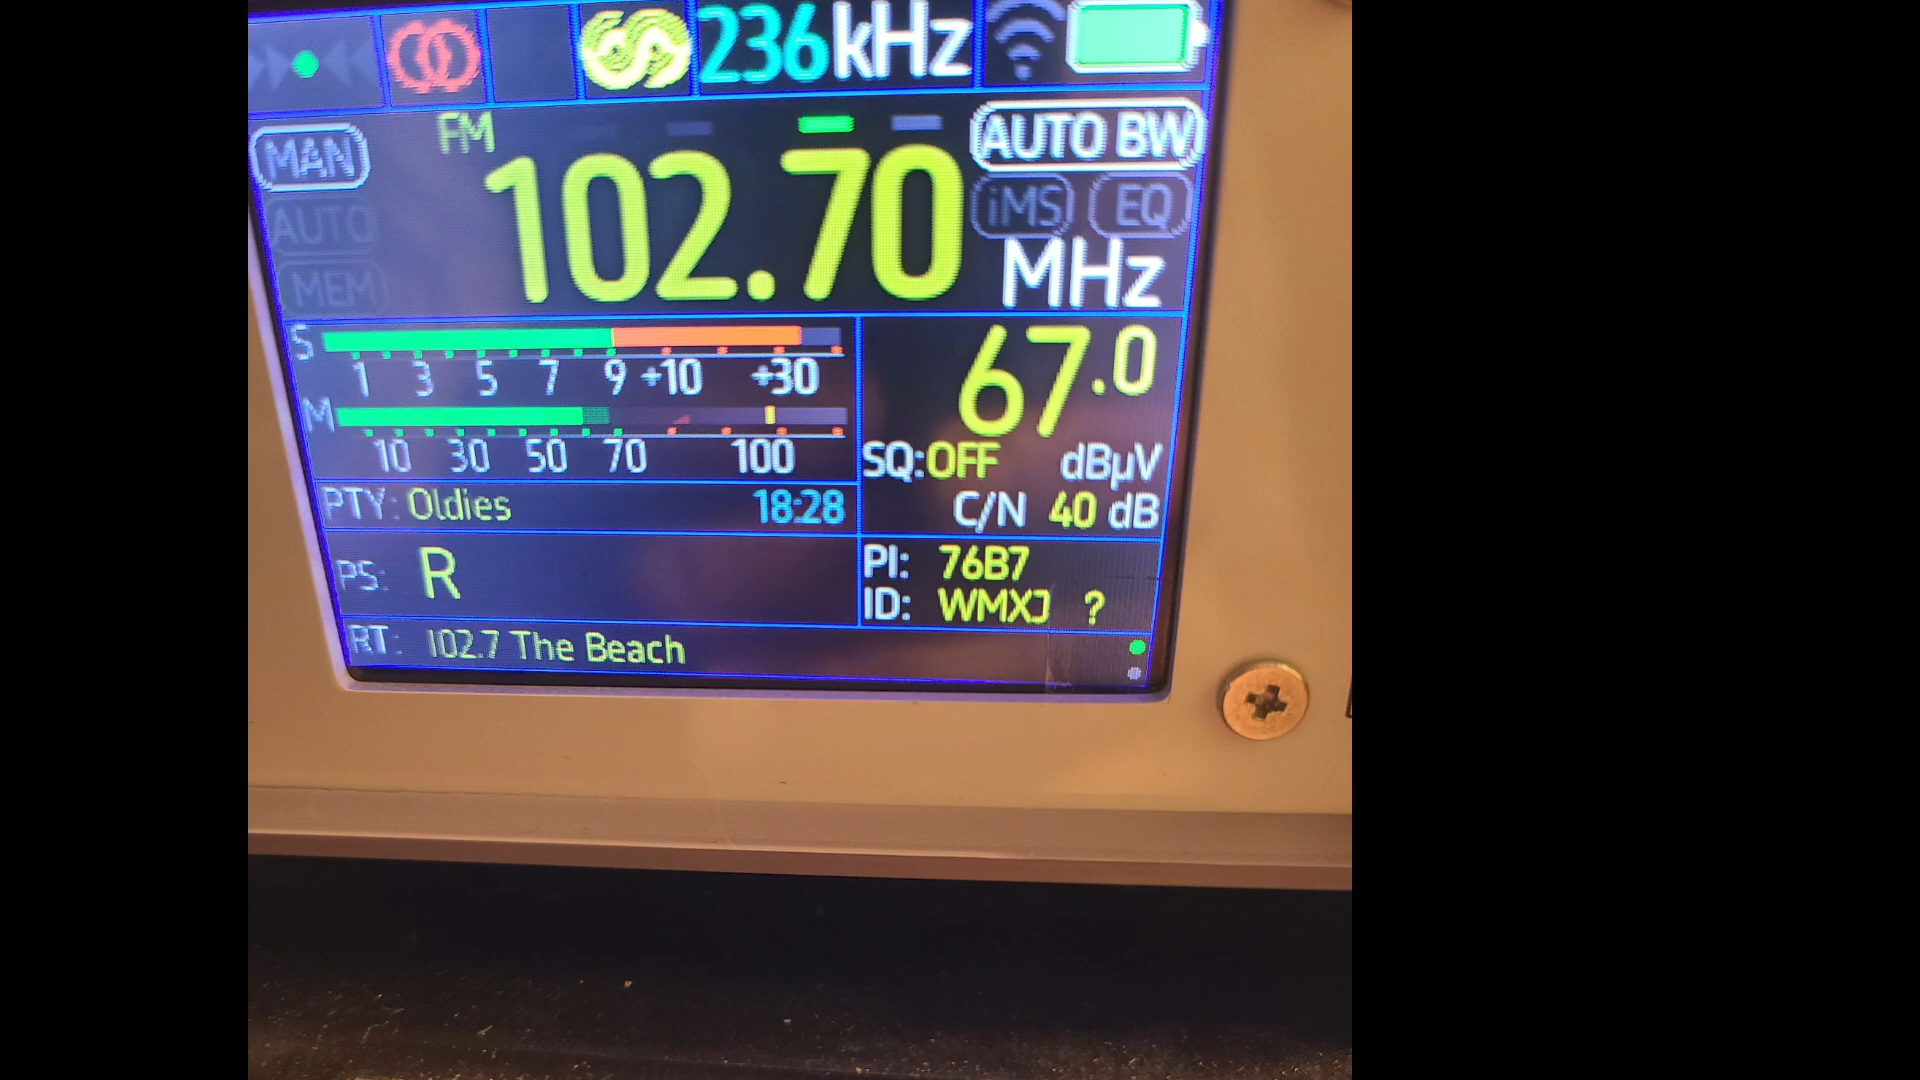 236kHz
MAN
FM
AUTO BW
AUTO
102.70
iMS EQ
MEM
MHz
S
1 3 5 7 9 +10 +30
67.0
M
10 30 50 70 100
SQ:OFF dBµV
PTY: Oldies 18:28
C/N 40 dB
PS: R
PI: 76B7
ID: WMXJ ?
RT: 102.7 The Beach